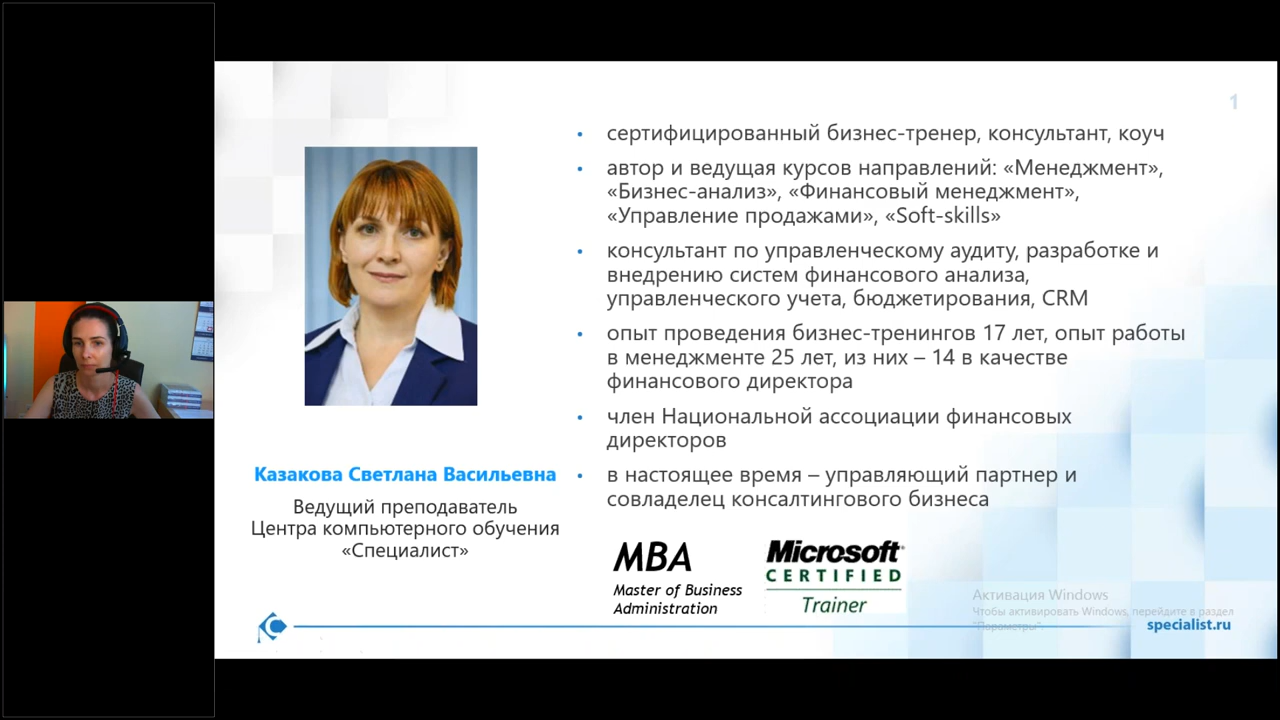 1
сертифицированный бизнес-тренер, консультант, коуч
автор и ведущая курсов направлений: «Менеджмент»,
«Бизнес-анализ», «Финансовый менеджмент»,
«Управление продажами», «Soft-skills»
консультант по управленческому аудиту, разработке и
внедрению систем финансового анализа,
управленческого учета, бюджетирования, CRM
опыт проведения бизнес-тренингов 17 лет, опыт работы
в менеджменте 25 лет, из них – 14 в качестве
финансового директора
член Национальной ассоциации финансовых
директоров
в настоящее время – управляющий партнер и
совладелец консалтингового бизнеса
Казакова Светлана Васильевна
Ведущий преподаватель
Центра компьютерного обучения
«Специалист»
MBA
Master of Business
Administration
Microsoft
CERTIFIED
Trainer
Активация Windows
Чтобы активировать Windows, перейдите в раздел
"Параметры".
specialist.ru